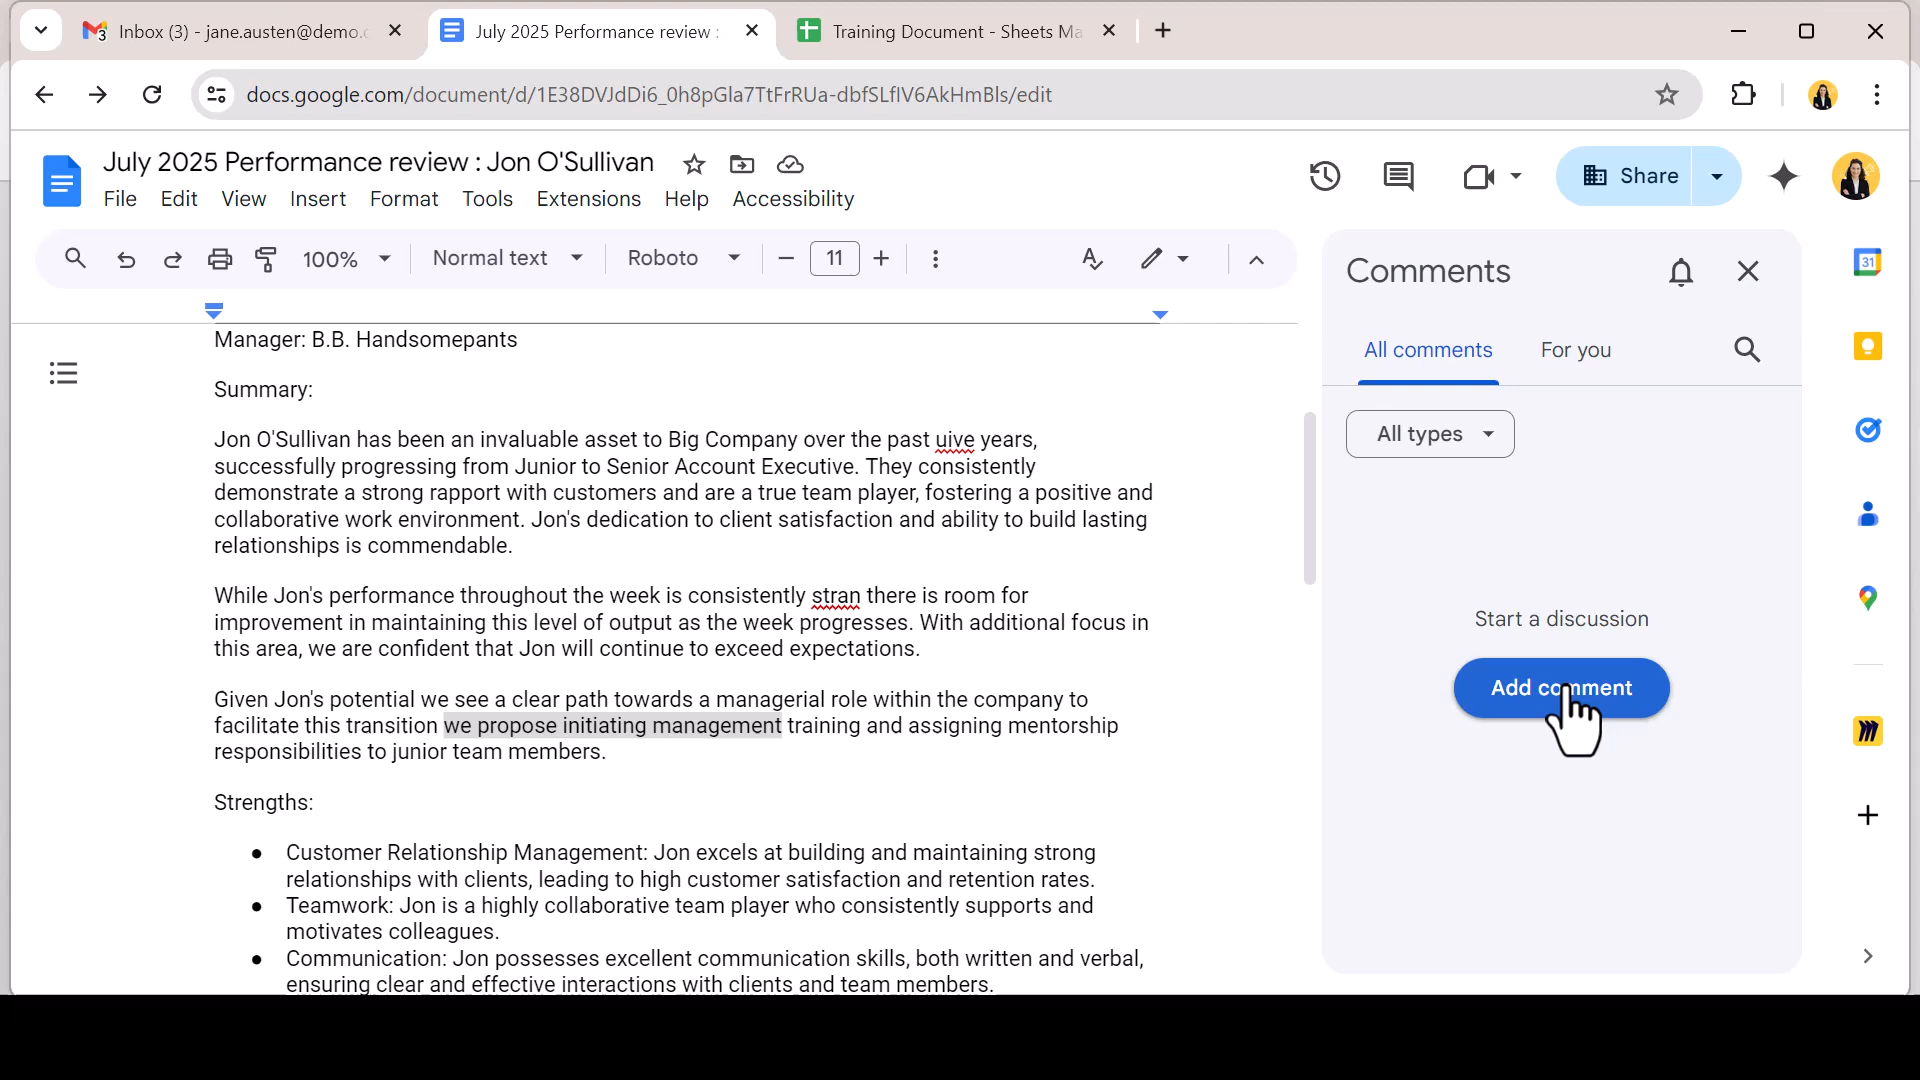 Inbox (3) - jane.austen@demo.c
July 2025 Performance review :
Training Document - Sheets Ma
docs.google.com/document/d/1E38DVJdDi6_0h8pGla7TtFrRUa-dbfSLfIV6AkHmBls/edit
July 2025 Performance review : Jon O'Sullivan
Share
File Edit View Insert Format Tools Extensions Help Accessibility
100% Normal text Roboto 11
Comments
All comments For you
All types
Start a discussion
Add comment
31
Manager: B.B. Handsomepants
Summary:
Jon O'Sullivan has been an invaluable asset to Big Company over the past uive years,
successfully progressing from Junior to Senior Account Executive. They consistently
demonstrate a strong rapport with customers and are a true team player, fostering a positive and
collaborative work environment. Jon's dedication to client satisfaction and ability to build lasting
relationships is commendable.
While Jon's performance throughout the week is consistently stran there is room for
improvement in maintaining this level of output as the week progresses. With additional focus in
this area, we are confident that Jon will continue to exceed expectations.
Given Jon's potential we see a clear path towards a managerial role within the company to
facilitate this transition we propose initiating management training and assigning mentorship
responsibilities to junior team members.
Strengths:
● Customer Relationship Management: Jon excels at building and maintaining strong
relationships with clients, leading to high customer satisfaction and retention rates.
● Teamwork: Jon is a highly collaborative team player who consistently supports and
motivates colleagues.
● Communication: Jon possesses excellent communication skills, both written and verbal,
ensuring clear and effective interactions with clients and team members.